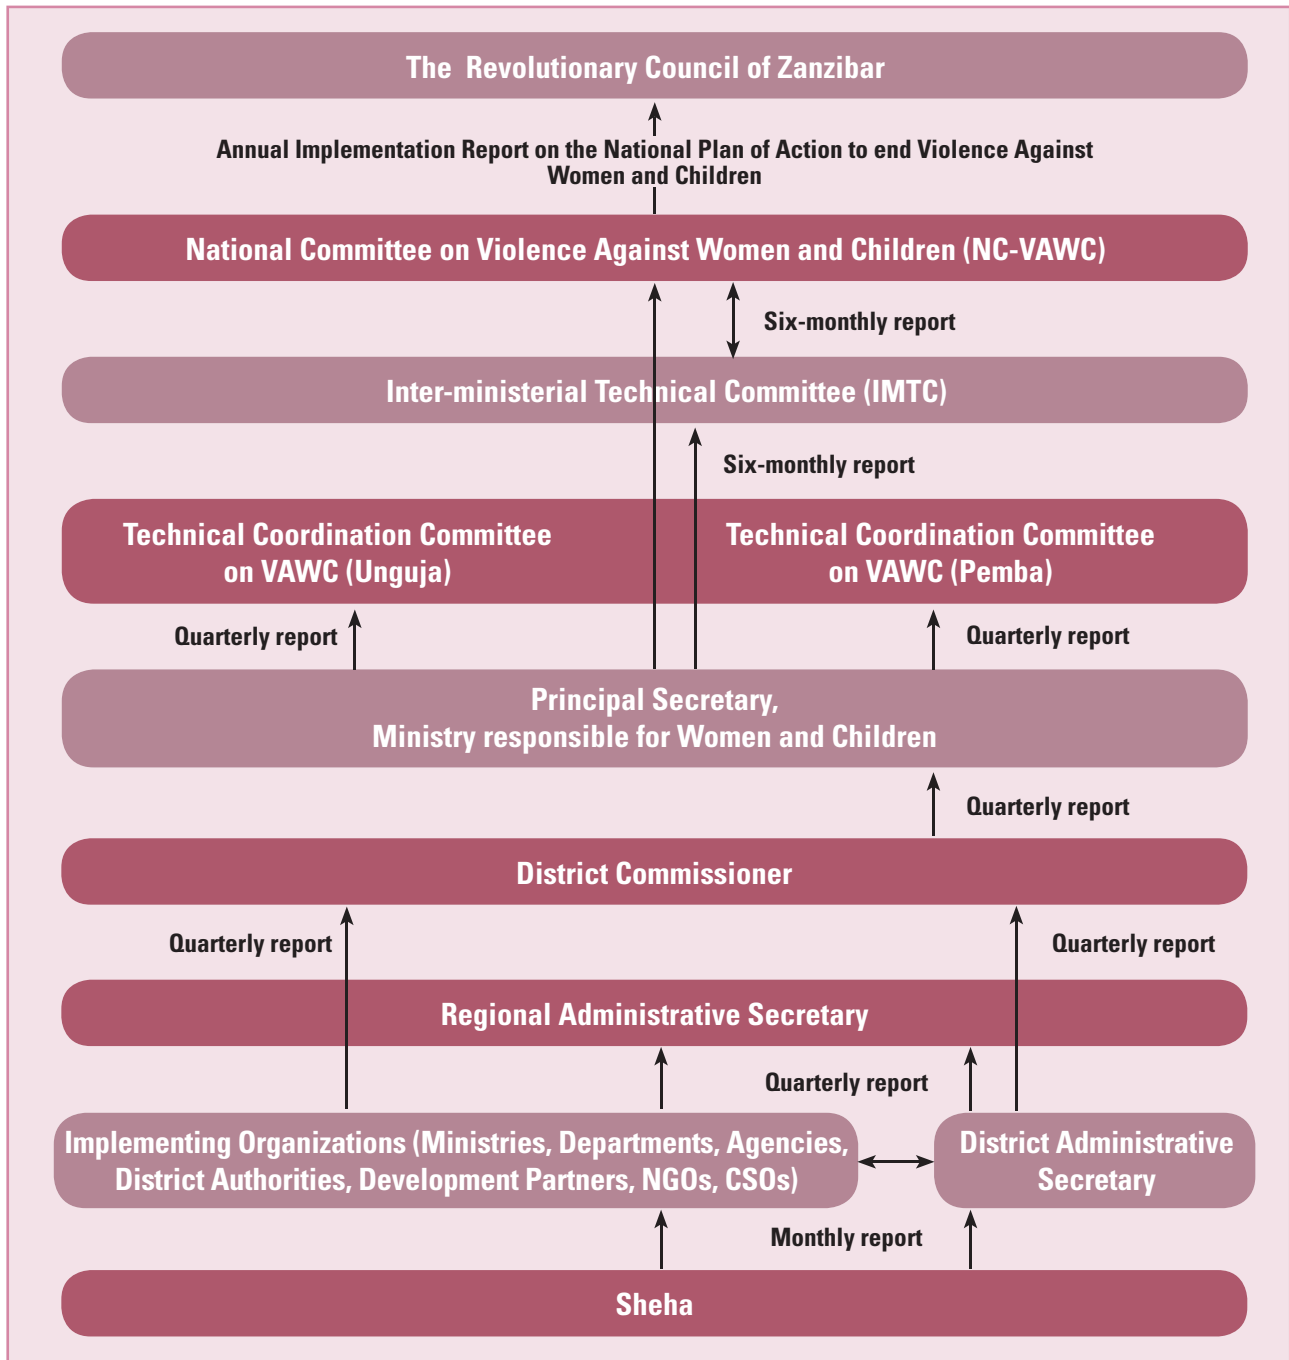 The Revolutionary Council of Zanzibar
Annual Implementation Report on the National Plan of Action to end Violence Against
Women and Children
National Committee on Violence Against Women and Children (NC-VAWC)
Six-monthly report
Inter-ministerial Technical Committee (IMTC)
Six-monthly report
Technical Coordination Committee
on VAWC (Unguja)
Technical Coordination Committee
on VAWC (Pemba)
Quarterly report
Quarterly report
Principal Secretary,
Ministry responsible for Women and Children
Quarterly report
District Commissioner
Quarterly report
Quarterly report
Regional Administrative Secretary
Quarterly report
Implementing Organizations (Ministries, Departments, Agencies,
District Authorities, Development Partners, NGOs, CSOs)
District Administrative
Secretary
Monthly report
Sheha